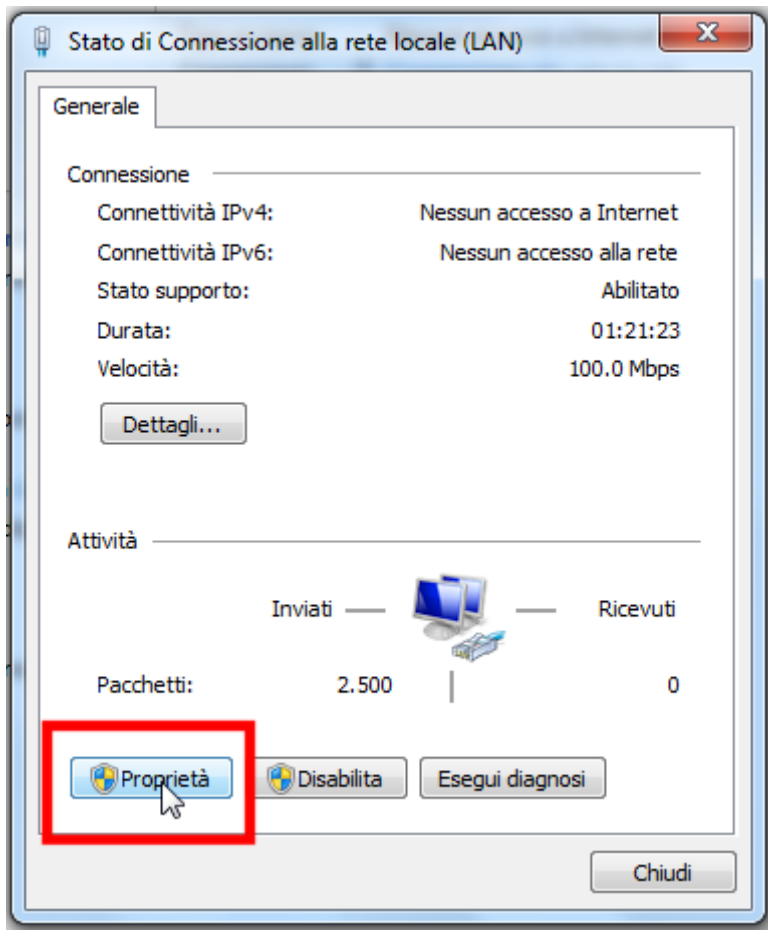 Stato di Connessione alla rete locale (LAN)
Generale
Connessione
Connettività IPv4: Nessun accesso a Internet
Connettività IPv6: Nessun accesso alla rete
Stato supporto: Abilitato
Durata: 01:21:23
Velocità: 100.0 Mbps
Dettagli...
Attività
Inviati Ricevuti
Pacchetti: 2.500 0
Proprietà Disabilita Esegui diagnosi
Chiudi